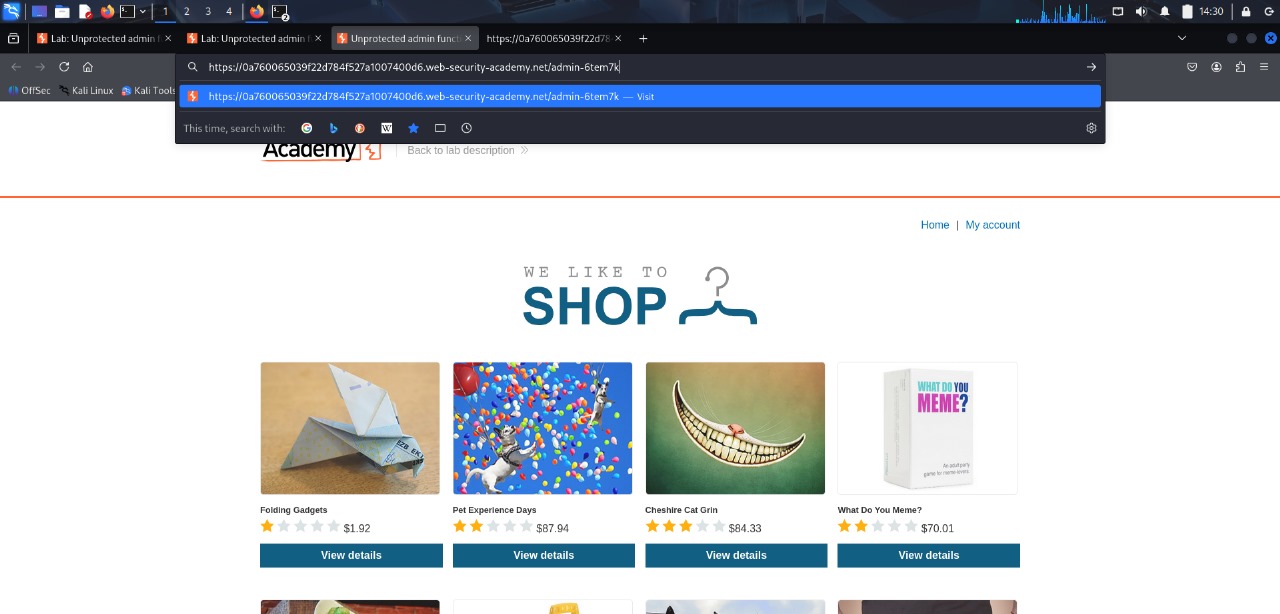 1 2 3 4 2 14:30
Lab: Unprotected admin f Lab: Unprotected admin f Unprotected admin functi https://0a760065039f22d78
https://0a760065039f22d784f527a1007400d6.web-security-academy.net/admin-6tem7k
OffSec Kali Linux Kali Tools
https://0a760065039f22d784f527a1007400d6.web-security-academy.net/admin-6tem7k — Visit
This time, search with:
Academy Back to lab description
Home | My account
WE LIKE TO
SHOP
WHAT DO YOU
MEME?
An adult party
game for meme-lovers.
Folding Gadgets Pet Experience Days Cheshire Cat Grin What Do You Meme?
$1.92 $87.94 $84.33 $70.01
View details View details View details View details